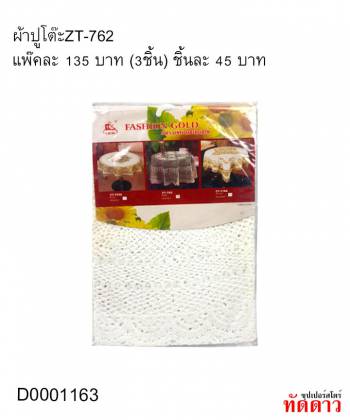 ผ้าปูโต๊ะZT-762
แพ๊คละ 135 บาท (3ชิ้น) ชิ้นละ 45 บาท
FASHION GOLD
D0001163
ซุปเปอร์สโตร์
ทัดดาว